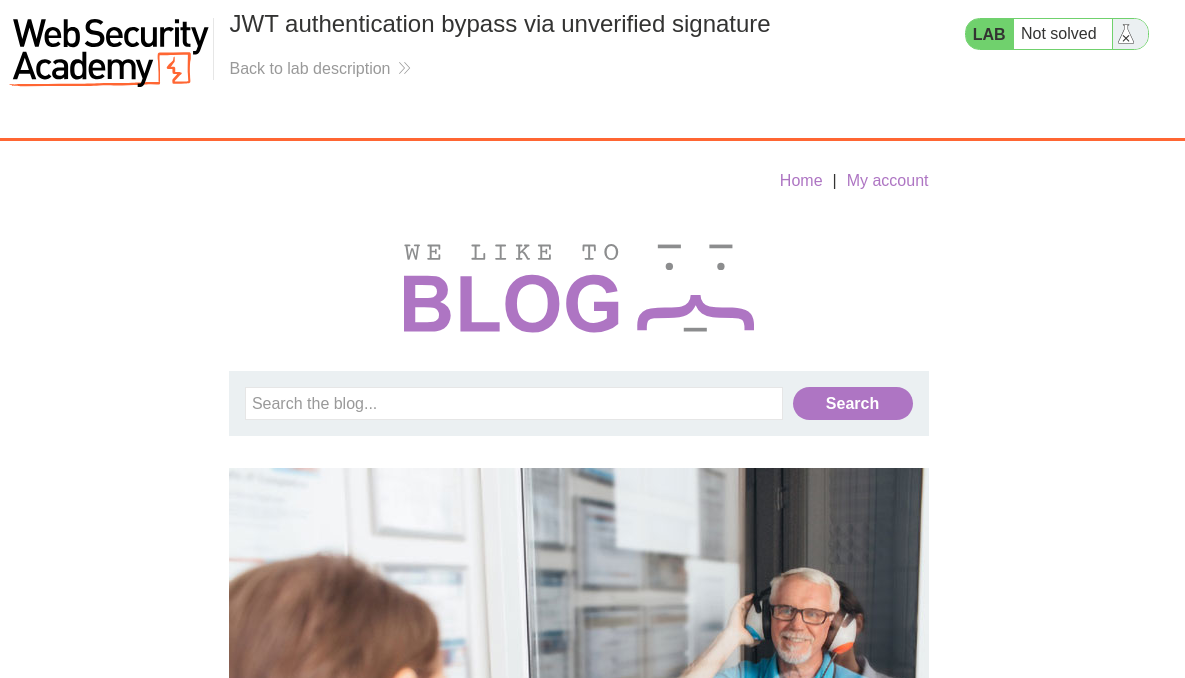 Web Security
Academy
JWT authentication bypass via unverified signature
Back to lab description
LAB Not solved
Home | My account
WE LIKE TO
BLOG
Search the blog...
Search